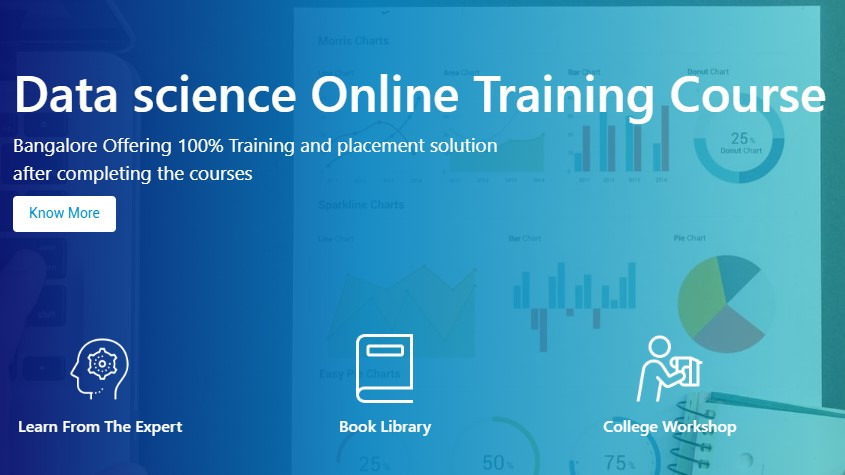 Morris Charts
Area Chart
Bar Chart
Donut Chart
Data science Online Training Course
25%
Donut Chart
Bangalore Offering 100% Training and placement solution
after completing the courses
Know More
Sparkline Charts
Line Chart
Bar Chart
Pie Chart
Easy Pie Charts
Learn From The Expert
Book Library
College Workshop
25%
50%
75%